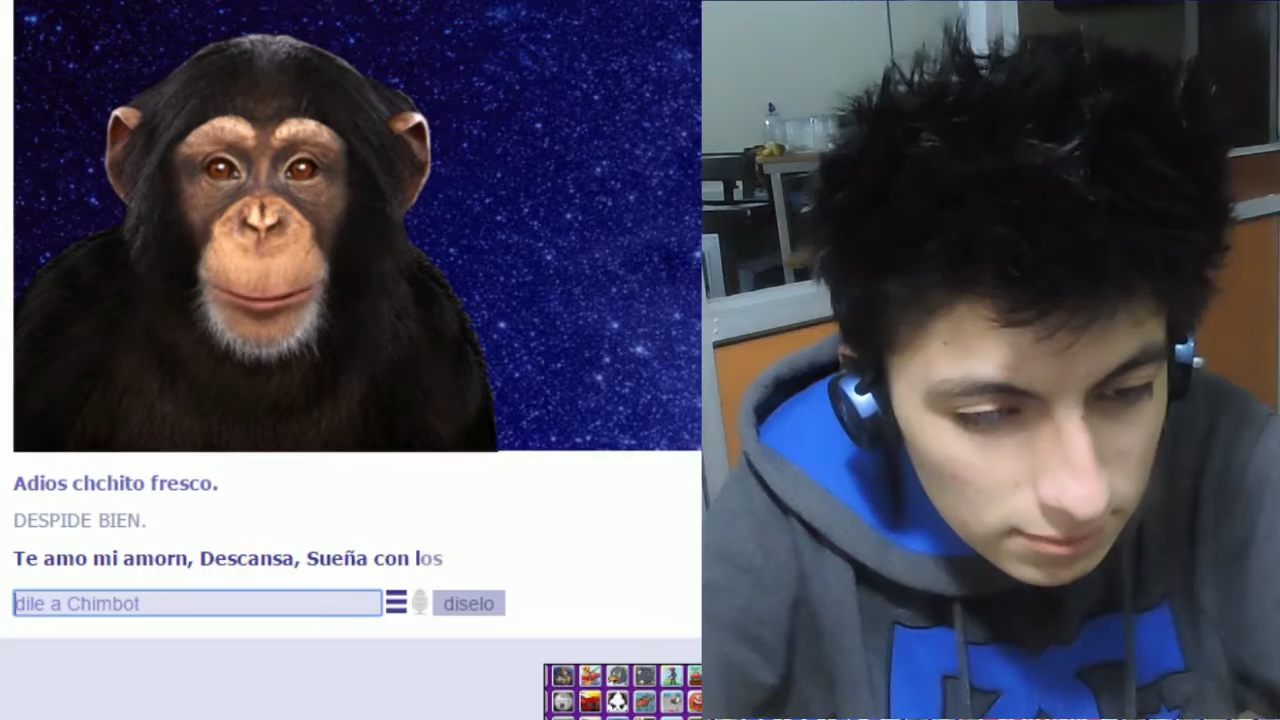 Adios chchito fresco.
DESPIDE BIEN.
Te amo mi amorn, Descansa, Sueña con los
dile a Chimbot
diselo